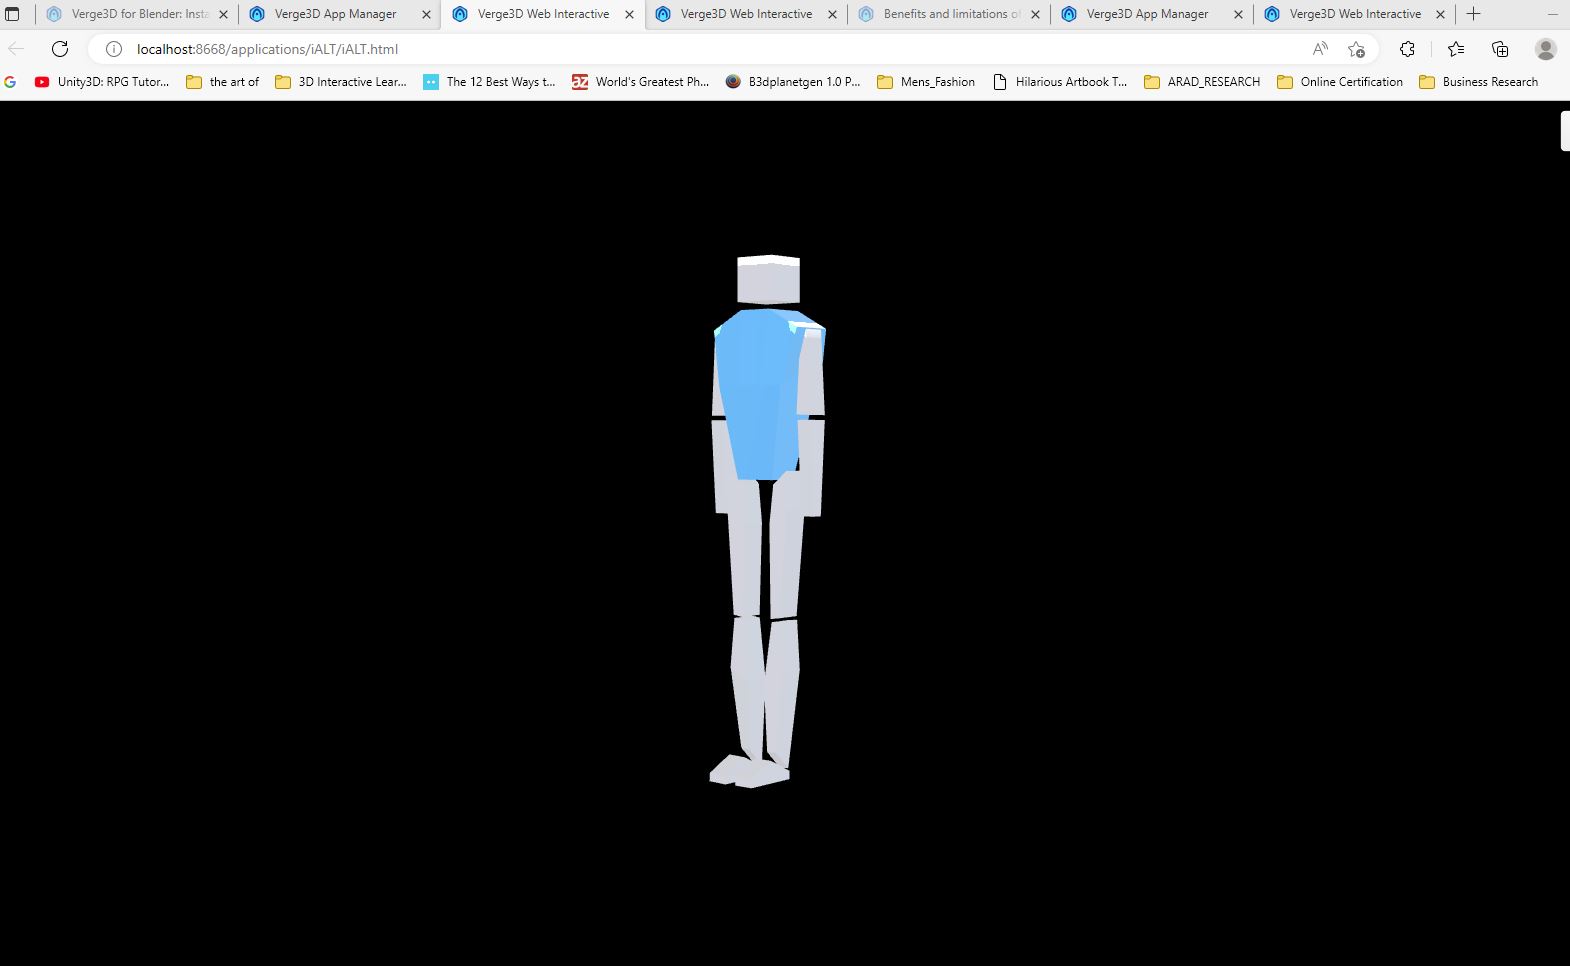 Verge3D for Blender: Insta
Verge3D App Manager
Verge3D Web Interactive
Verge3D Web Interactive
Benefits and limitations of
Verge3D App Manager
Verge3D Web Interactive
localhost:8668/applications/iALT/iALT.html
Unity3D: RPG Tutor...
the art of
3D Interactive Lear...
The 12 Best Ways t...
World's Greatest Ph...
B3dplanetgen 1.0 P...
Mens_Fashion
Hilarious Artbook T...
ARAD_RESEARCH
Online Certification
Business Research